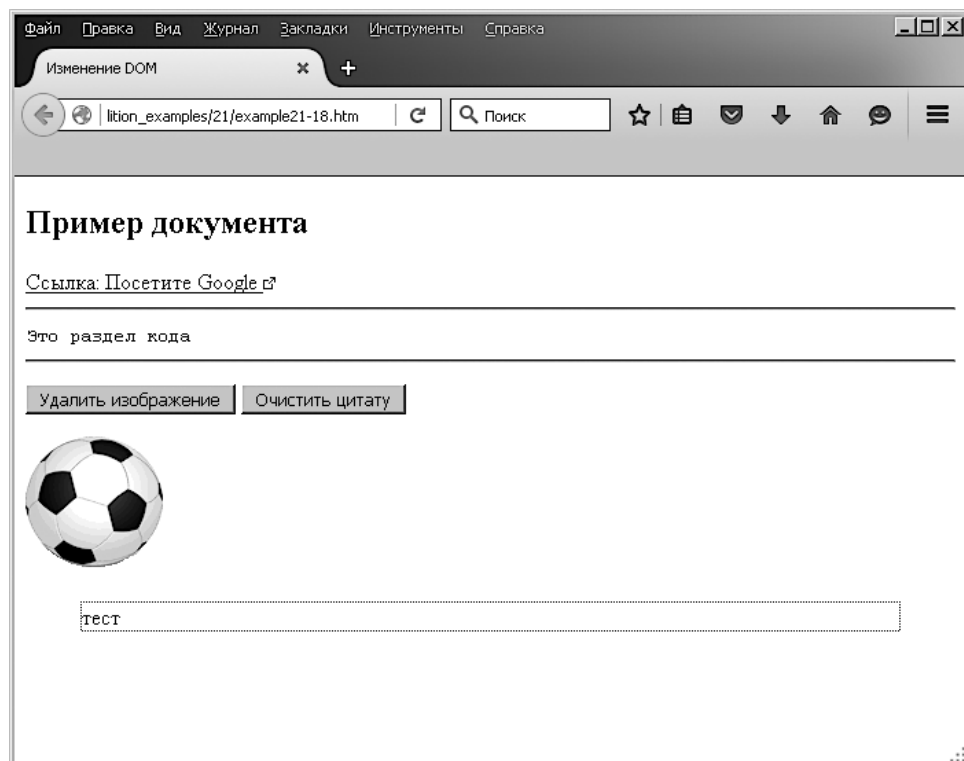 Файл Правка Вид Журнал Закладки Инструменты Справка
Изменение DOM
lition_examples/21/example21-18.htm
Поиск
Пример документа
Ссылка: Посетите Google
Это раздел кода
Удалить изображение Очистить цитату
тест